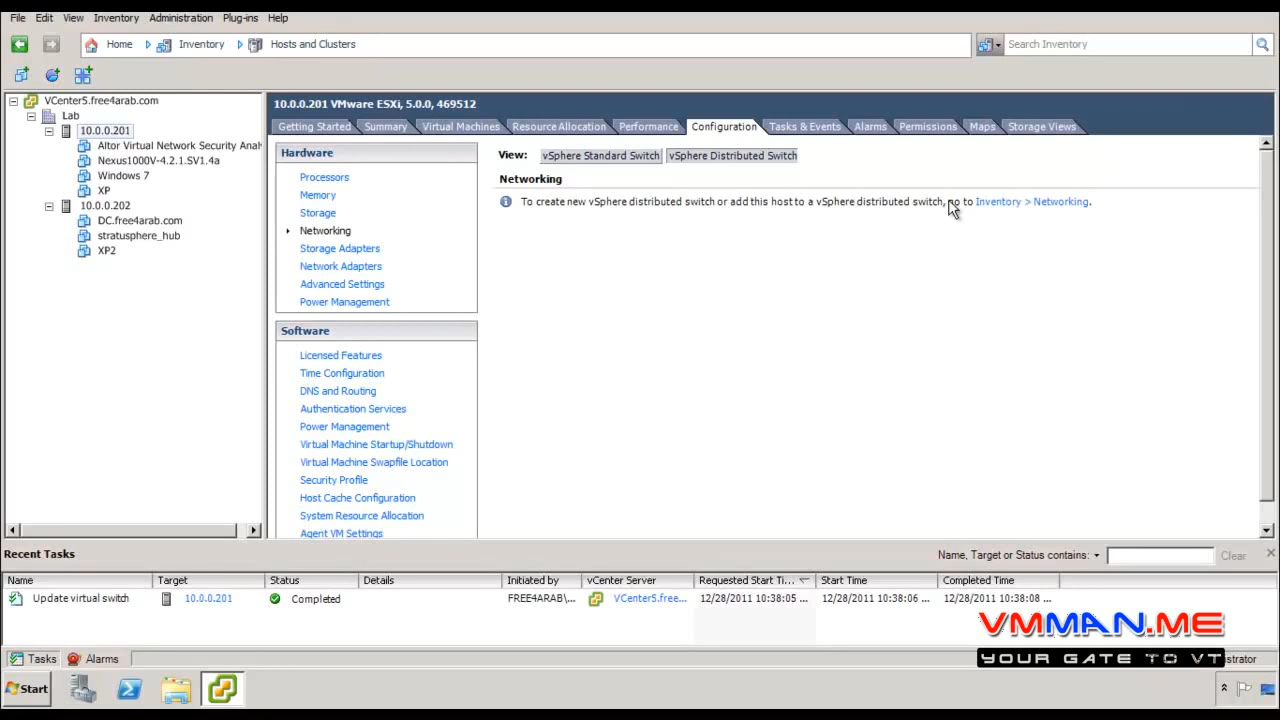 File Edit View Inventory Administration Plug-ins Help
Home Inventory Hosts and Clusters
Search Inventory
VCenter5.free4arab.com
Lab
10.0.0.201
Altor Virtual Network Security Anal
Nexus1000V-4.2.1.SV1.4a
Windows 7
XP
10.0.0.202
DC.free4arab.com
stratusphere_hub
XP2
10.0.0.201 VMware ESXi, 5.0.0, 469512
Getting Started Summary Virtual Machines Resource Allocation Performance Configuration Tasks & Events Alarms Permissions Maps Storage Views
Hardware
Processors
Memory
Storage
Networking
Storage Adapters
Network Adapters
Advanced Settings
Power Management
Software
Licensed Features
Time Configuration
DNS and Routing
Authentication Services
Power Management
Virtual Machine Startup/Shutdown
Virtual Machine Swapfile Location
Security Profile
Host Cache Configuration
System Resource Allocation
Agent VM Settings
View: vSphere Standard Switch vSphere Distributed Switch
Networking
To create new vSphere distributed switch or add this host to a vSphere distributed switch, go to Inventory > Networking.
Recent Tasks
Name, Target or Status contains: Clear
Name Target Status Details Initiated by vCenter Server Requested Start Ti... Start Time Completed Time
Update virtual switch 10.0.0.201 Completed FREE4ARAB\... VCenter5.free... 12/28/2011 10:38:05 ... 12/28/2011 10:38:06 ... 12/28/2011 10:38:08 ...
VMMAN.ME
YOUR GATE TO VT
Tasks Alarms strator
Start